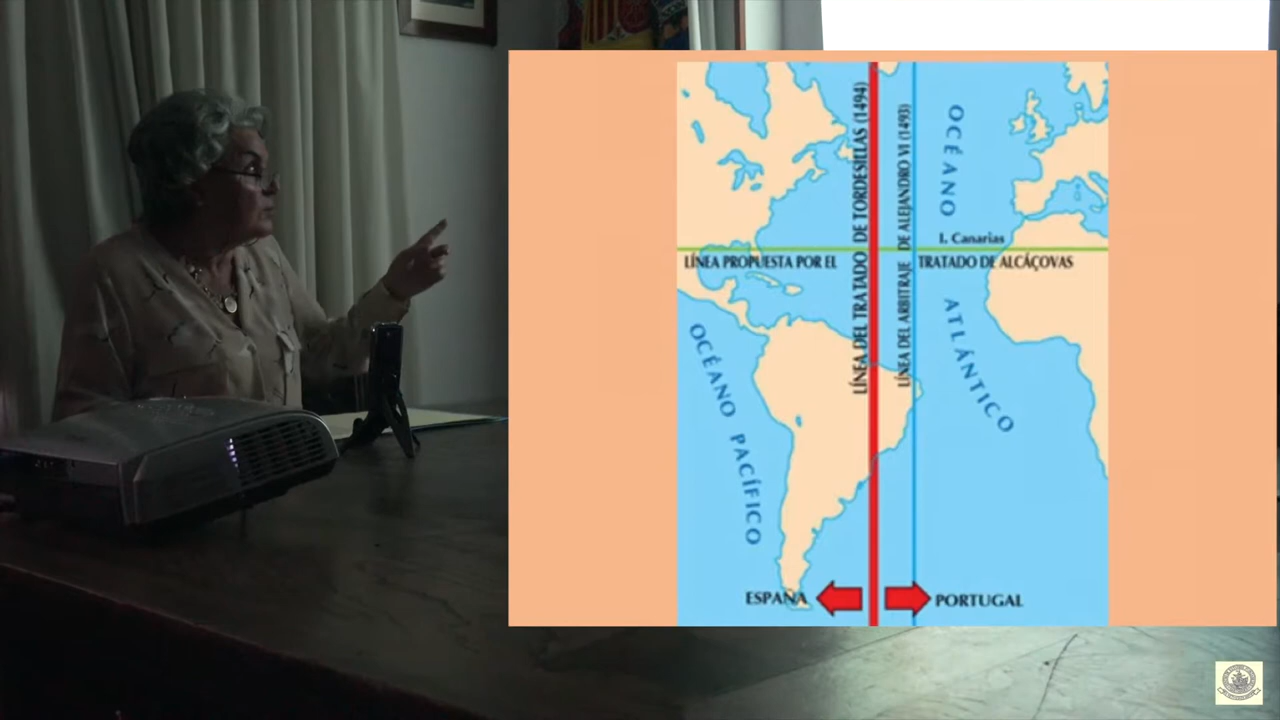 LÍNEA DEL TRATADO DE TORDESILLAS (1494)
LÍNEA DEL ARBITRAJE DE ALEJANDRO VI (1493)
OCÉANO
I. Canarias
LÍNEA PROPUESTA POR EL TRATADO DE ALCÁÇOVAS
ATLÁNTICO
OCÉANO PACÍFICO
ESPAÑA
PORTUGAL